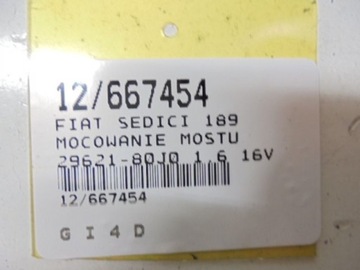 12/667454
FIAT SEDICI 189
MOCOWANIE MOSTU
29621-80J0 1.6 16V
12/667454
G I 4 D